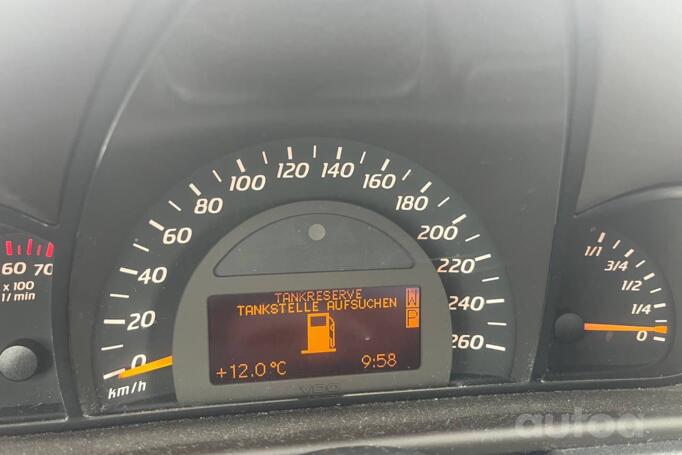 60 70
x 100
1/min
0
20
40
60
80
100
120
140
160
180
200
220
240
260
km/h
TANKRESERVE
TANKSTELLE AUFSUCHEN
W
P
+12.0°C
9:58
VDO
1/1
3/4
1/2
1/4
0
autoa